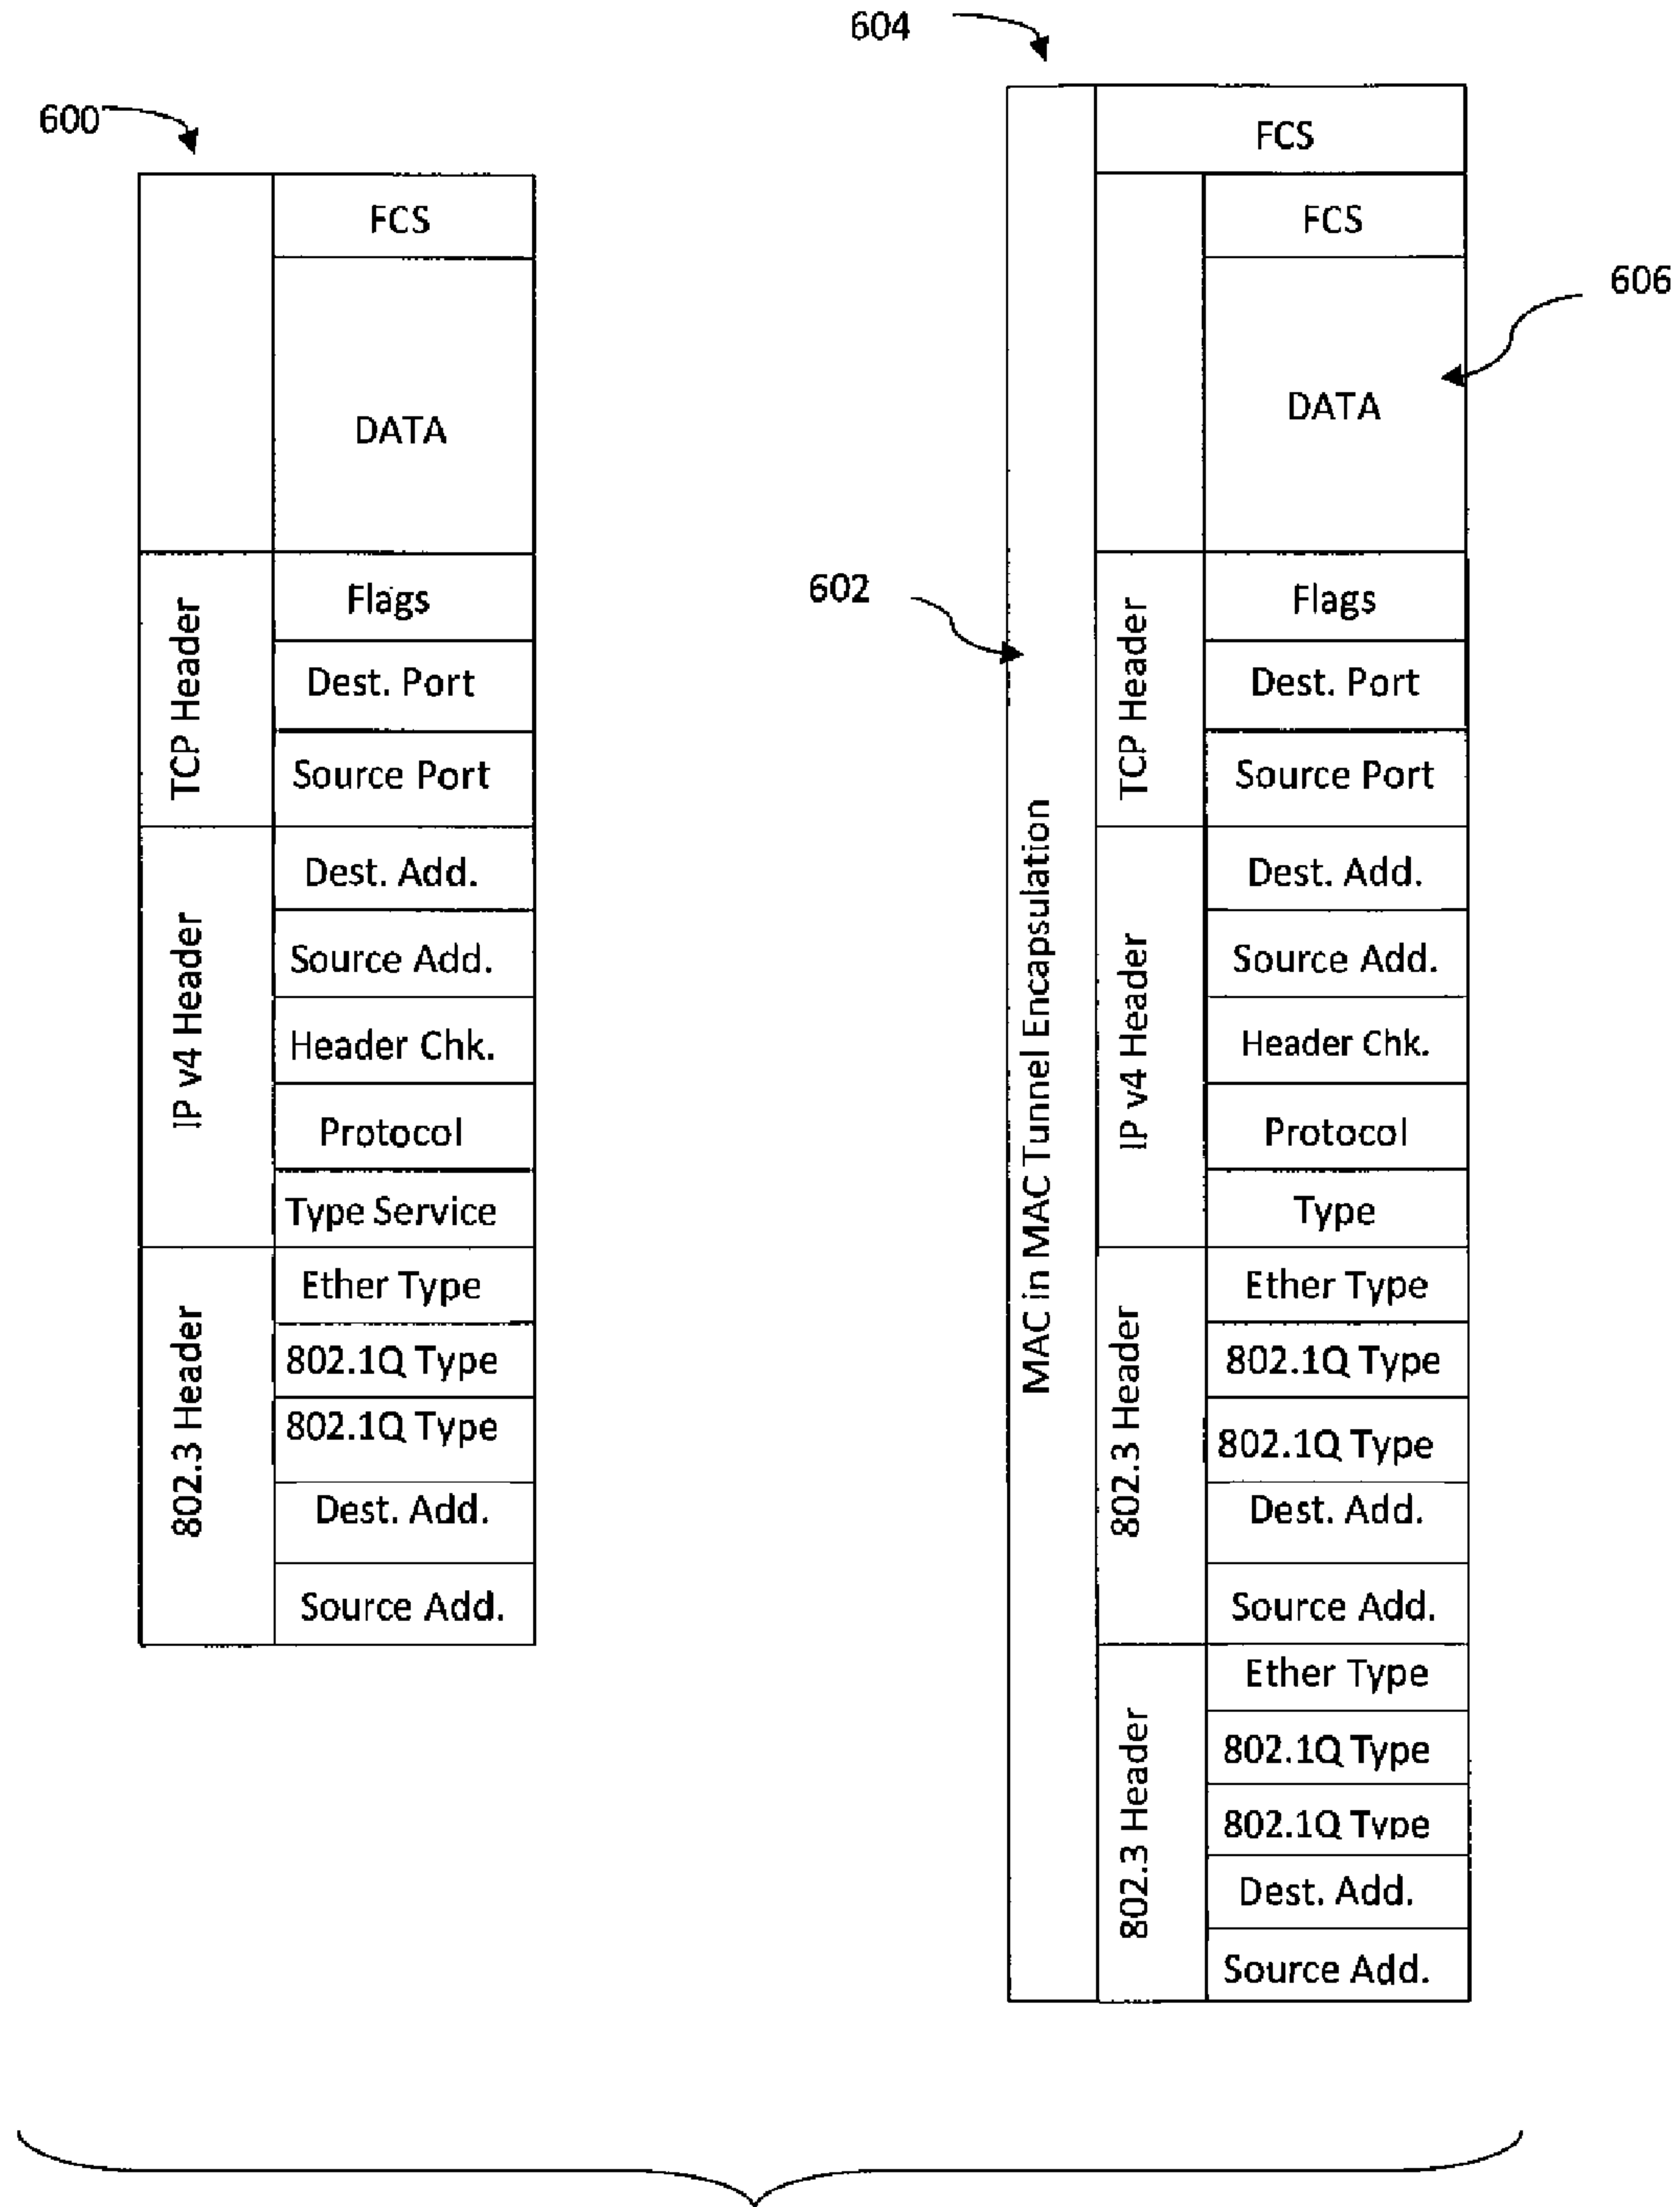 604
600
FCS
DATA
TCP Header
Flags
Dest. Port
Source Port
IP v4 Header
Dest. Add.
Source Add.
Header Chk.
Protocol
Type Service
802.3 Header
Ether Type
802.1Q Type
802.1Q Type
Dest. Add.
Source Add.
602
MAC in MAC Tunnel Encapsulation
FCS
FCS
606
DATA
TCP Header
Flags
Dest. Port
Source Port
IP v4 Header
Dest. Add.
Source Add.
Header Chk.
Protocol
Type
802.3 Header
Ether Type
802.1Q Type
802.1Q Type
Dest. Add.
Source Add.
802.3 Header
Ether Type
802.1Q Type
802.1Q Type
Dest. Add.
Source Add.